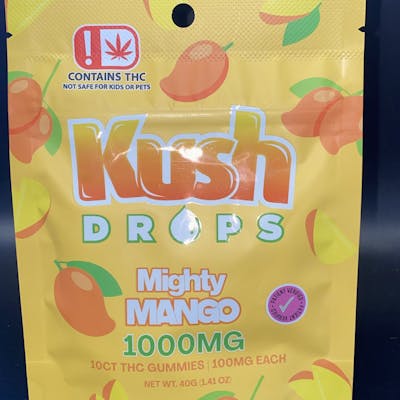 !
CONTAINS THC
NOT SAFE FOR KIDS OR PETS
Kush
DROPS
Mighty
MANGO
1000MG
10CT THC GUMMIES | 100MG EACH
NET WT. 40G (1.41 OZ)